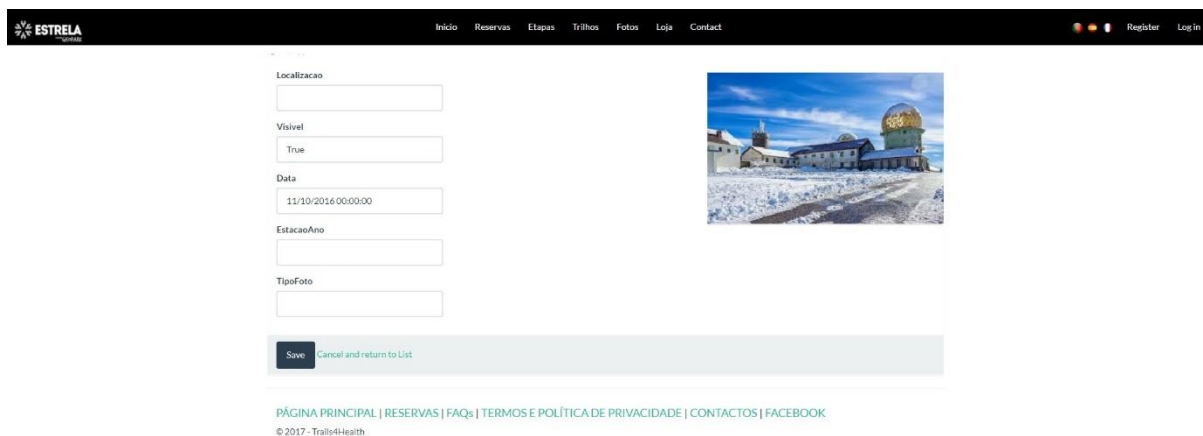 ESTRELA
GEOPARK
Início Reservas Etapas Trilhos Fotos Loja Contact
Register Log in
Localizacao
Visivel
True
Data
11/10/2016 00:00:00
EstacaoAno
TipoFoto
Save Cancel and return to List
PÁGINA PRINCIPAL | RESERVAS | FAQs | TERMOS E POLÍTICA DE PRIVACIDADE | CONTACTOS | FACEBOOK
© 2017 - Trails4Health